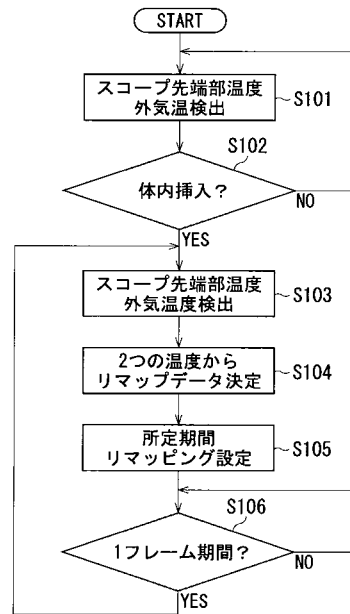 START
スコープ先端部温度
外気温検出
S101
S102
体内挿入?
NO
YES
スコープ先端部温度
外気温度検出
S103
2つの温度から
リマップデータ決定
S104
所定期間
リマッピング設定
S105
S106
1フレーム期間?
NO
YES